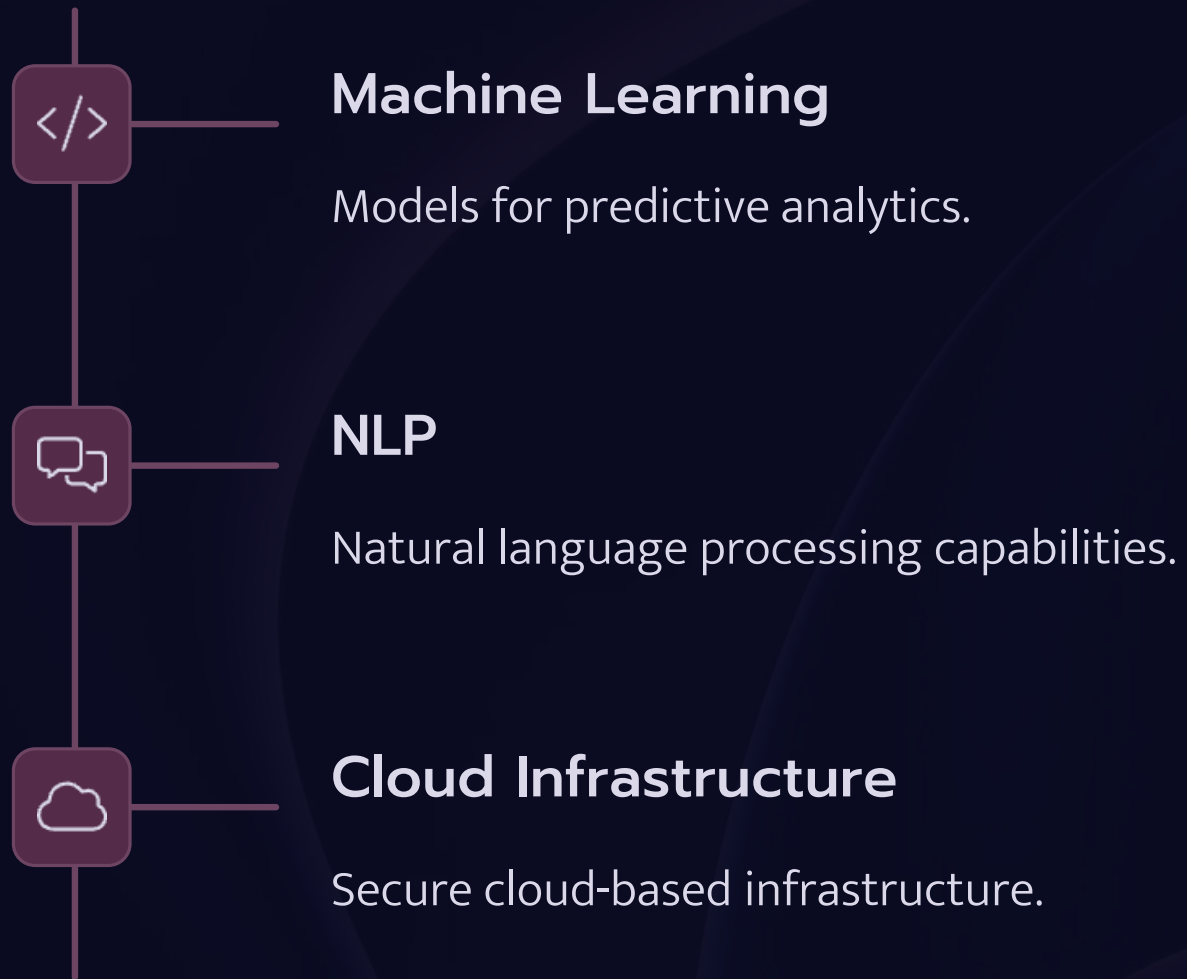 Machine Learning
Models for predictive analytics.
NLP
Natural language processing capabilities.
Cloud Infrastructure
Secure cloud-based infrastructure.